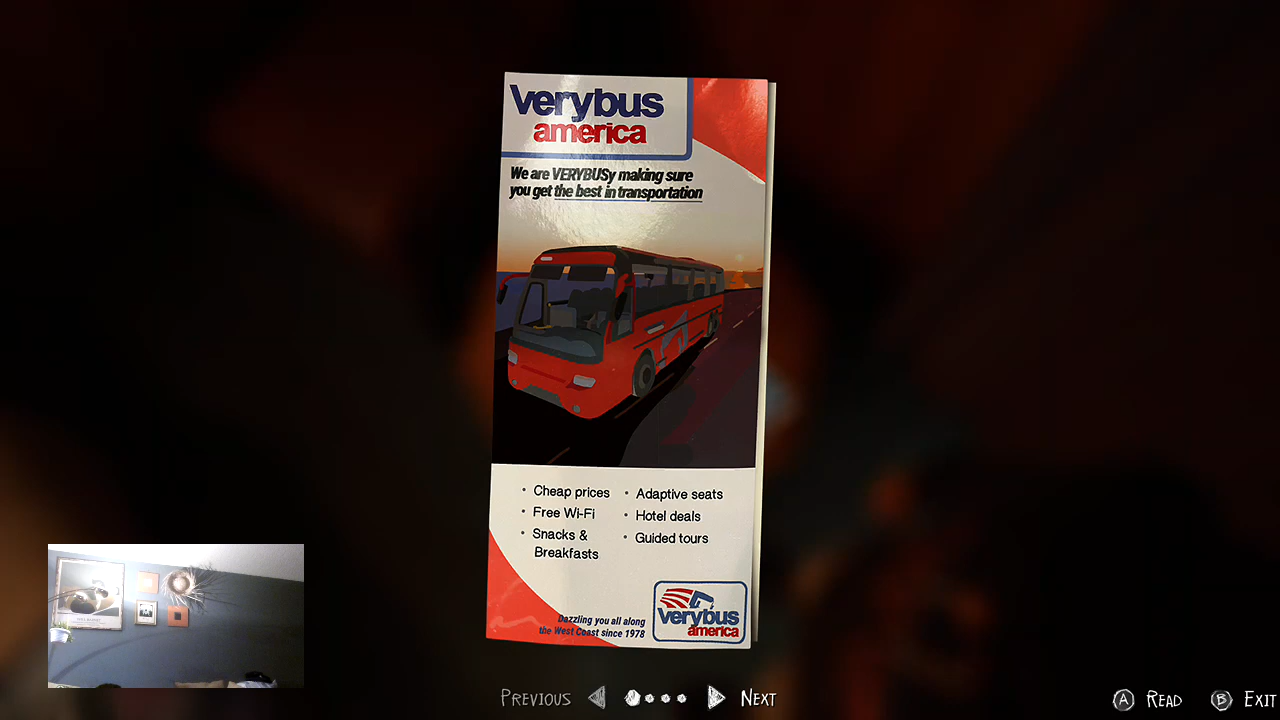 verybus
america
We are VERYBUSy making sure
you get the best in transportation
• Cheap prices
• Free Wi-Fi
• Snacks &
Breakfasts
• Adaptive seats
• Hotel deals
• Guided tours
Dazzling you all along
the West Coast since 1978
verybus
america
Previous
Next
A Read
B Exit